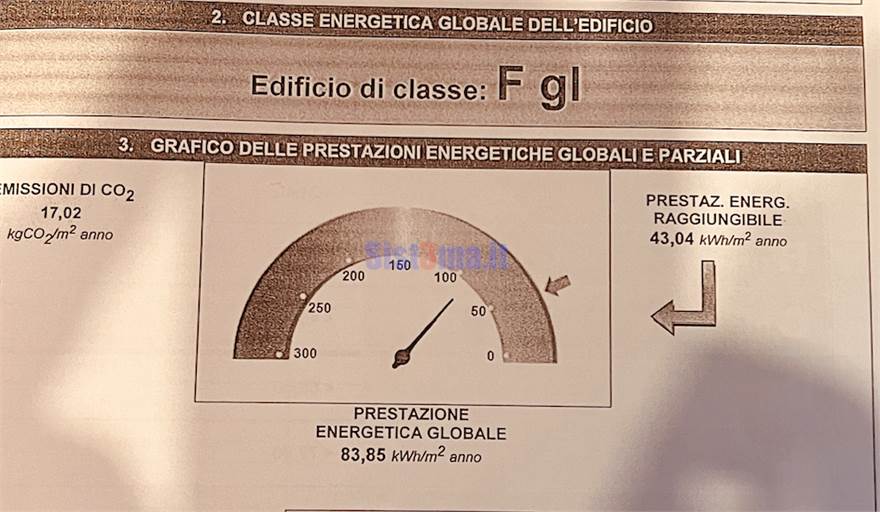 2. CLASSE ENERGETICA GLOBALE DELL'EDIFICIO
Edificio di classe: F gl
3. GRAFICO DELLE PRESTAZIONI ENERGETICHE GLOBALI E PARZIALI
EMISSIONI DI CO2
17,02
kgCO2/m² anno
PRESTAZ. ENERG.
RAGGIUNGIBILE
43,04 kWh/m² anno
Sist3ma.it
150
200
100
250
50
300
0
PRESTAZIONE
ENERGETICA GLOBALE
83,85 kWh/m² anno